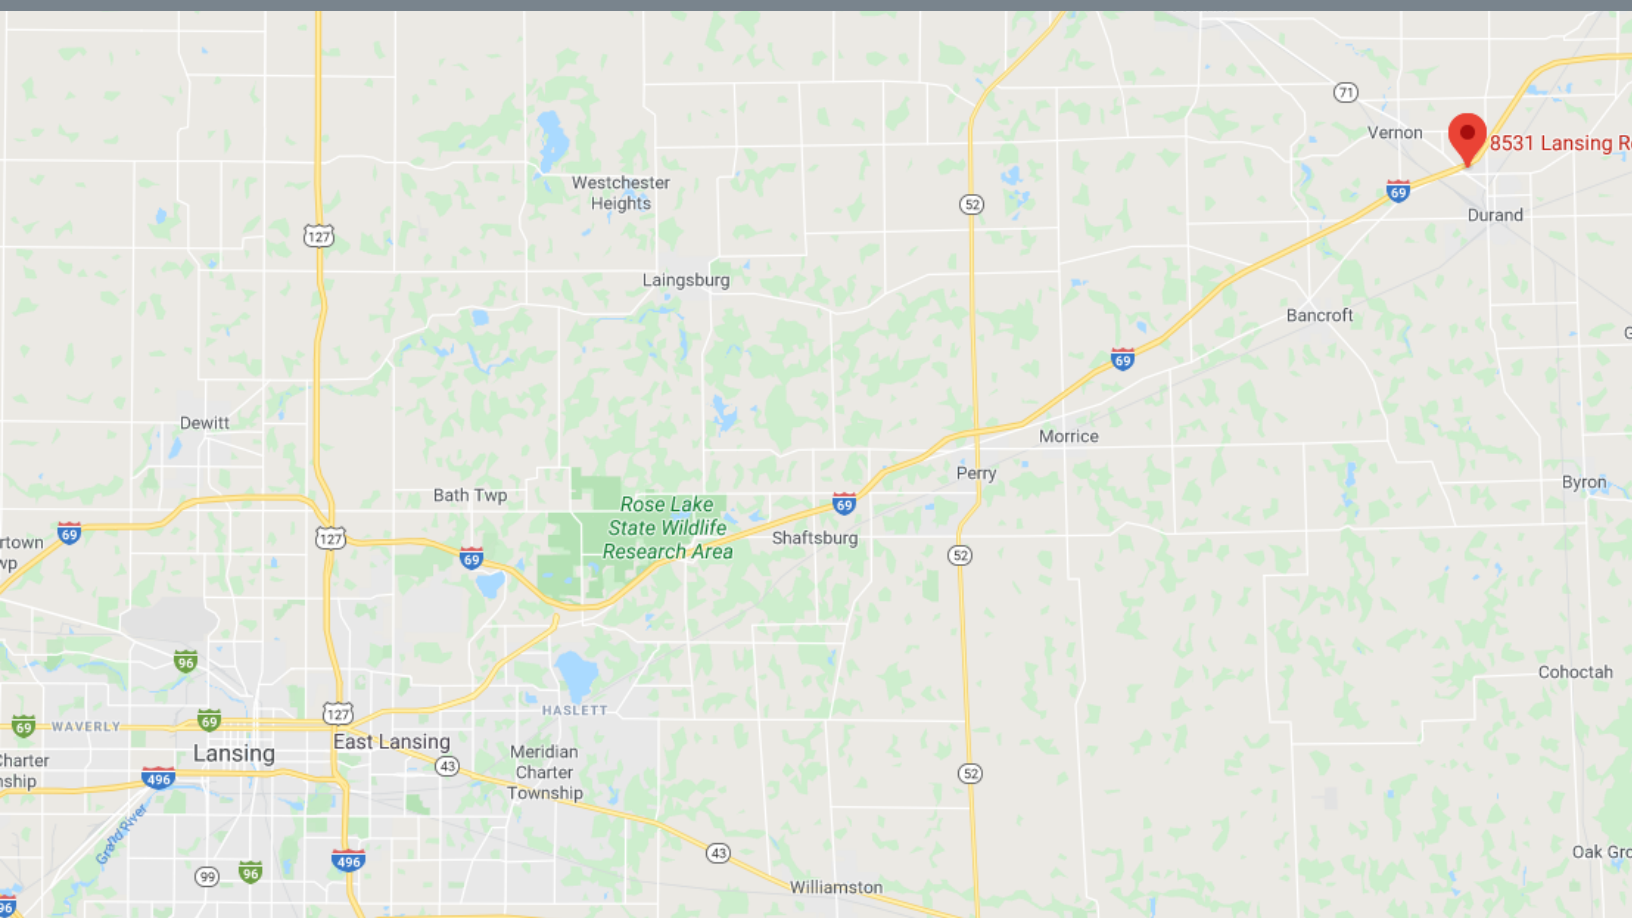 71
Vernon
8531 Lansing R
69
Durand
Westchester
Heights
52
127
Laingsburg
Bancroft
69
Dewitt
Morrice
Perry
Byron
Bath Twp
Rose Lake
State Wildlife
Research Area
69
Shaftsburg
69
rtown
wp
127
69
52
96
Cohoctah
69
WAVERLY
69
127
HASLETT
Lansing
East Lansing
Meridian
Charter
Township
43
52
Charter
nship
496
Grand River
43
Oak Gro
496
99
96
Williamston
96